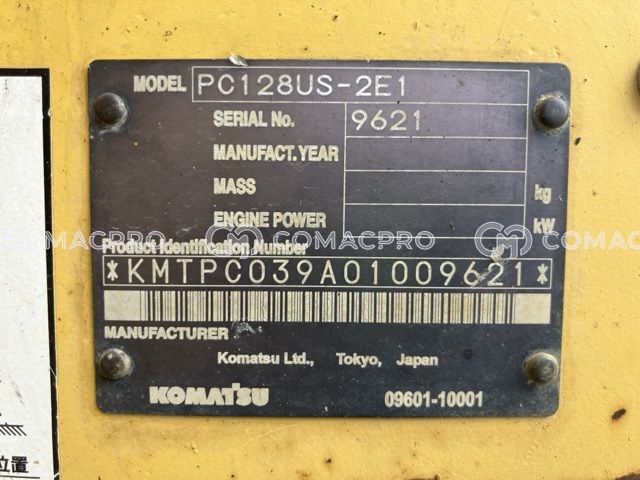 MODEL PC128US-2E1
SERIAL No. 9621
MANUFACT. YEAR
MASS kg
ENGINE POWER kW
COMACPRO COMACPRO COMACPRO
Product Identification Number
*KMTPC039A01009621*
MANUFACTURER
Komatsu Ltd., Tokyo, Japan
KOMATSU 09601-10001
位置